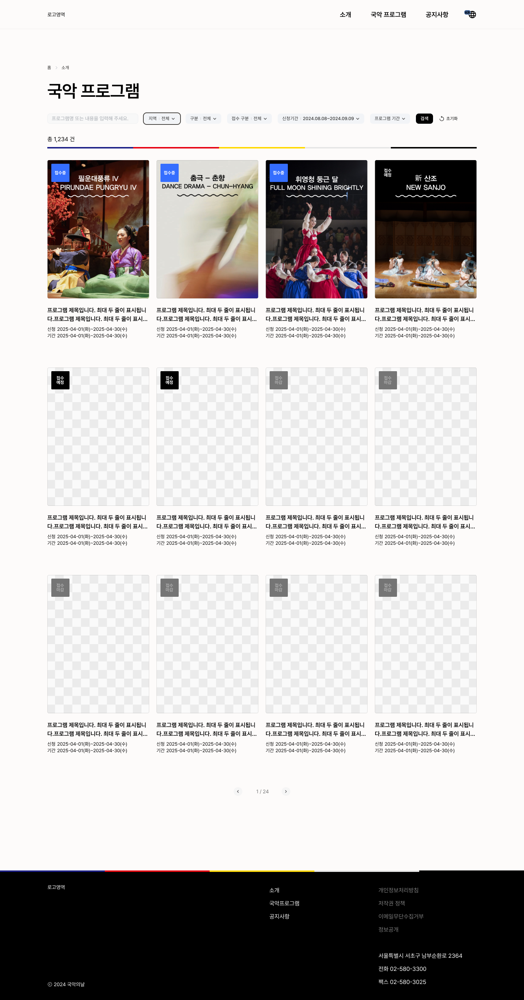 로고영역
소개 국악 프로그램 공지사항 KR
홈 > 소개
국악 프로그램
프로그램명 또는 내용을 입력해 주세요. 지역 전체 구분 전체 접수 구분 전체 신청기간 2024.08.08~2024.09.09 프로그램 기간 검색 초기화
총 1,234 건
접수중
필운대풍류 Ⅳ
PIRUNDAE PUNGRYU IV
접수중
춤극 – 춘향
DANCE DRAMA – CHUN-HYANG
접수중
휘영청 둥근 달
FULL MOON SHINING BRIGHTLY
접수
예정
新 산조
NEW SANJO
프로그램 제목입니다. 최대 두 줄이 표시됩니
다.프로그램 제목입니다. 최대 두 줄이 표시...
신청 2025-04-01(화)~2025-04-30(수)
기간 2025-04-01(화)~2025-04-30(수)
프로그램 제목입니다. 최대 두 줄이 표시됩니
다.프로그램 제목입니다. 최대 두 줄이 표시...
신청 2025-04-01(화)~2025-04-30(수)
기간 2025-04-01(화)~2025-04-30(수)
프로그램 제목입니다. 최대 두 줄이 표시됩니
다.프로그램 제목입니다. 최대 두 줄이 표시...
신청 2025-04-01(화)~2025-04-30(수)
기간 2025-04-01(화)~2025-04-30(수)
프로그램 제목입니다. 최대 두 줄이 표시됩니
다.프로그램 제목입니다. 최대 두 줄이 표시...
신청 2025-04-01(화)~2025-04-30(수)
기간 2025-04-01(화)~2025-04-30(수)
접수
예정
접수
예정
접수
마감
접수
마감
프로그램 제목입니다. 최대 두 줄이 표시됩니
다.프로그램 제목입니다. 최대 두 줄이 표시...
신청 2025-04-01(화)~2025-04-30(수)
기간 2025-04-01(화)~2025-04-30(수)
프로그램 제목입니다. 최대 두 줄이 표시됩니
다.프로그램 제목입니다. 최대 두 줄이 표시...
신청 2025-04-01(화)~2025-04-30(수)
기간 2025-04-01(화)~2025-04-30(수)
프로그램 제목입니다. 최대 두 줄이 표시됩니
다.프로그램 제목입니다. 최대 두 줄이 표시...
신청 2025-04-01(화)~2025-04-30(수)
기간 2025-04-01(화)~2025-04-30(수)
프로그램 제목입니다. 최대 두 줄이 표시됩니
다.프로그램 제목입니다. 최대 두 줄이 표시...
신청 2025-04-01(화)~2025-04-30(수)
기간 2025-04-01(화)~2025-04-30(수)
접수
마감
접수
마감
접수
마감
접수
마감
프로그램 제목입니다. 최대 두 줄이 표시됩니
다.프로그램 제목입니다. 최대 두 줄이 표시...
신청 2025-04-01(화)~2025-04-30(수)
기간 2025-04-01(화)~2025-04-30(수)
프로그램 제목입니다. 최대 두 줄이 표시됩니
다.프로그램 제목입니다. 최대 두 줄이 표시...
신청 2025-04-01(화)~2025-04-30(수)
기간 2025-04-01(화)~2025-04-30(수)
프로그램 제목입니다. 최대 두 줄이 표시됩니
다.프로그램 제목입니다. 최대 두 줄이 표시...
신청 2025-04-01(화)~2025-04-30(수)
기간 2025-04-01(화)~2025-04-30(수)
프로그램 제목입니다. 최대 두 줄이 표시됩니
다.프로그램 제목입니다. 최대 두 줄이 표시...
신청 2025-04-01(화)~2025-04-30(수)
기간 2025-04-01(화)~2025-04-30(수)
1 / 24
로고영역
소개
국악프로그램
공지사항
개인정보처리방침
저작권 정책
이메일무단수집거부
정보공개
서울특별시 서초구 남부순환로 2364
전화 02-580-3300
팩스 02-580-3025
ⓒ 2024 국악의날